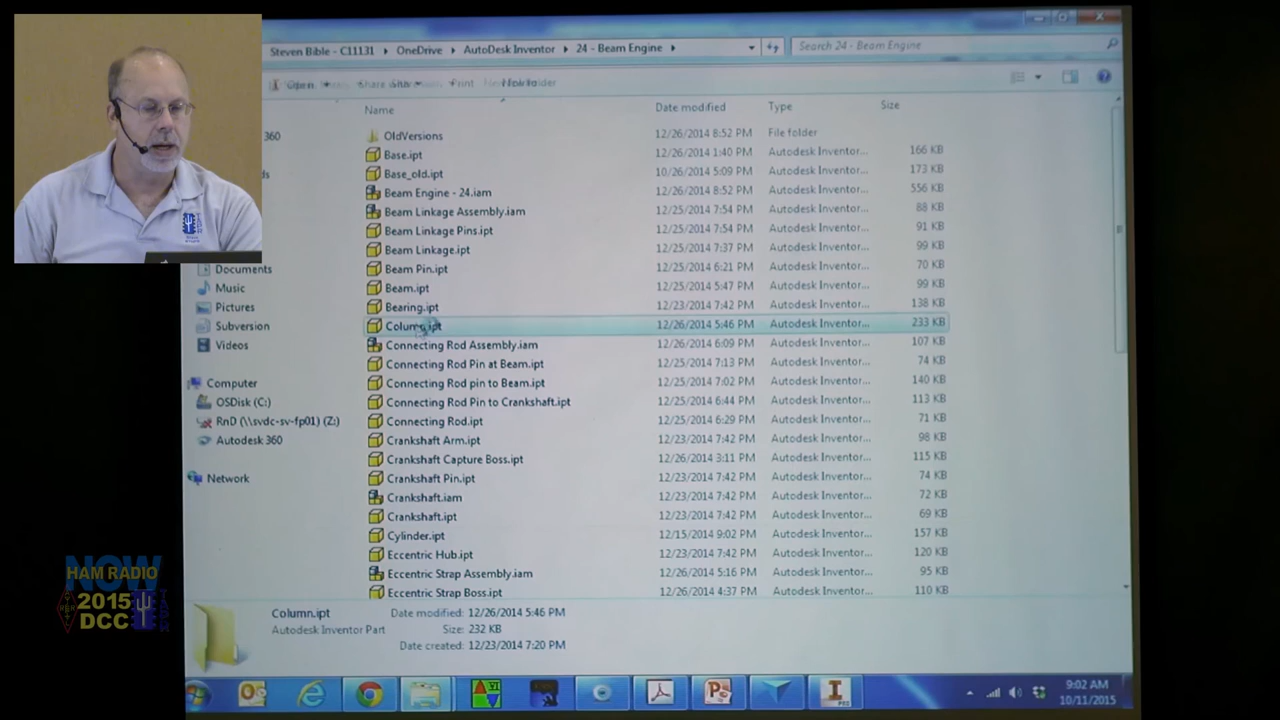 Steven Bible - C11131 ▸ OneDrive ▸ AutoDesk Inventor ▸ 24 - Beam Engine ▸
Search 24 - Beam Engine
Open Share Print New folder
Name Date modified Type Size
360
OldVersions 12/26/2014 8:52 PM File folder
Base.ipt 12/26/2014 1:40 PM Autodesk Inventor... 166 KB
Base_old.ipt 10/26/2014 5:09 PM Autodesk Inventor... 173 KB
Beam Engine - 24.iam 12/26/2014 8:52 PM Autodesk Inventor... 556 KB
Beam Linkage Assembly.iam 12/25/2014 7:54 PM Autodesk Inventor... 88 KB
Beam Linkage Pins.ipt 12/25/2014 7:54 PM Autodesk Inventor... 91 KB
Beam Linkage.ipt 12/25/2014 7:37 PM Autodesk Inventor... 99 KB
Documents Beam Pin.ipt 12/25/2014 6:21 PM Autodesk Inventor... 70 KB
Music Beam.ipt 12/25/2014 5:47 PM Autodesk Inventor... 99 KB
Pictures Bearing.ipt 12/23/2014 7:42 PM Autodesk Inventor... 138 KB
Subversion Column.ipt 12/26/2014 5:46 PM Autodesk Inventor... 233 KB
Videos Connecting Rod Assembly.iam 12/26/2014 6:09 PM Autodesk Inventor... 107 KB
Connecting Rod Pin at Beam.ipt 12/25/2014 7:13 PM Autodesk Inventor... 74 KB
Computer Connecting Rod pin to Beam.ipt 12/25/2014 7:02 PM Autodesk Inventor... 140 KB
OSDisk (C:) Connecting Rod Pin to Crankshaft.ipt 12/25/2014 6:44 PM Autodesk Inventor... 113 KB
RnD (\\svdc-sv-fp01) (Z:) Connecting Rod.ipt 12/25/2014 6:29 PM Autodesk Inventor... 71 KB
Autodesk 360 Crankshaft Arm.ipt 12/23/2014 7:42 PM Autodesk Inventor... 98 KB
Crankshaft Capture Boss.ipt 12/26/2014 3:11 PM Autodesk Inventor... 115 KB
Network Crankshaft Pin.ipt 12/23/2014 7:42 PM Autodesk Inventor... 74 KB
Crankshaft.iam 12/23/2014 7:42 PM Autodesk Inventor... 72 KB
Crankshaft.ipt 12/23/2014 7:42 PM Autodesk Inventor... 69 KB
Cylinder.ipt 12/15/2014 9:02 PM Autodesk Inventor... 157 KB
Eccentric Hub.ipt 12/23/2014 7:42 PM Autodesk Inventor... 120 KB
Eccentric Strap Assembly.iam 12/26/2014 5:16 PM Autodesk Inventor... 95 KB
Eccentric Strap Boss.ipt 12/26/2014 4:37 PM Autodesk Inventor... 110 KB
Column.ipt Date modified: 12/26/2014 5:46 PM
Autodesk Inventor Part Size: 232 KB
Date created: 12/23/2014 7:20 PM
9:02 AM
10/11/2015
NOW
HAM RADIO
2015
DCC
TAPR